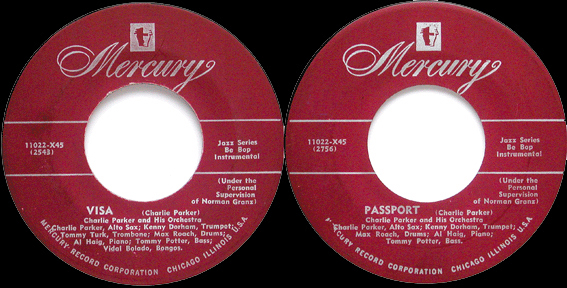 Mercury
11022-X45
(2543)
Jazz Series
Be Bop
Instrumental
(Under the
Personal
Supervision
of Norman Granz)
VISA (Charlie Parker)
Charlie Parker and His Orchestra
Charlie Parker, Alto Sax; Kenny Dorham, Trumpet;
Tommy Turk, Trombone; Max Roach, Drums;
Al Haig, Piano; Tommy Potter, Bass;
Vidal Bolado, Bongos.
MERCURY RECORD CORPORATION CHICAGO ILLINOIS U.S.A.
Mercury
11022-X45
(2756)
Jazz Series
Be Bop
Instrumental
(Under the
Personal
Supervision
of Norman Granz)
PASSPORT (Charlie Parker)
Charlie Parker and His Orchestra
Charlie Parker, Alto Sax; Kenny Dorham, Trumpet;
Max Roach, Drums; Al Haig, Piano;
Tommy Potter, Bass.
MERCURY RECORD CORPORATION CHICAGO ILLINOIS U.S.A.